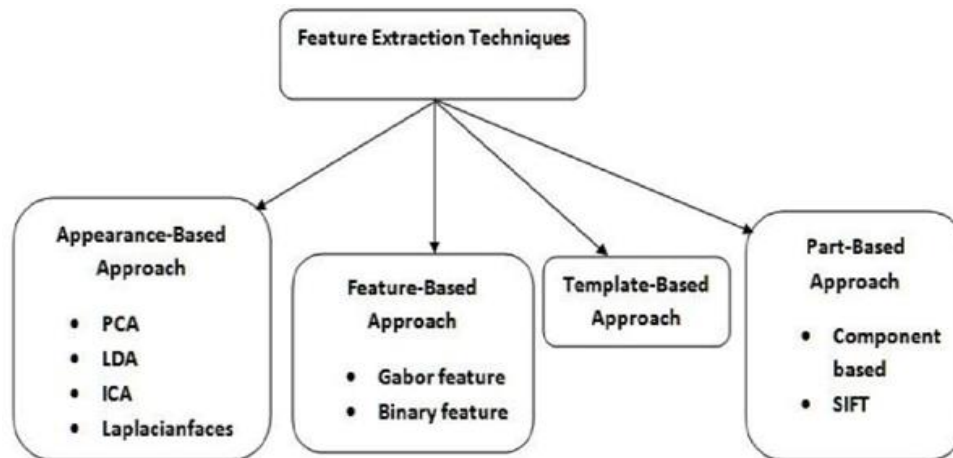 Feature Extraction Techniques
Appearance-Based
Approach
• PCA
• LDA
• ICA
• Laplacianfaces
Feature-Based
Approach
• Gabor feature
• Binary feature
Template-Based
Approach
Part-Based
Approach
• Component
based
• SIFT